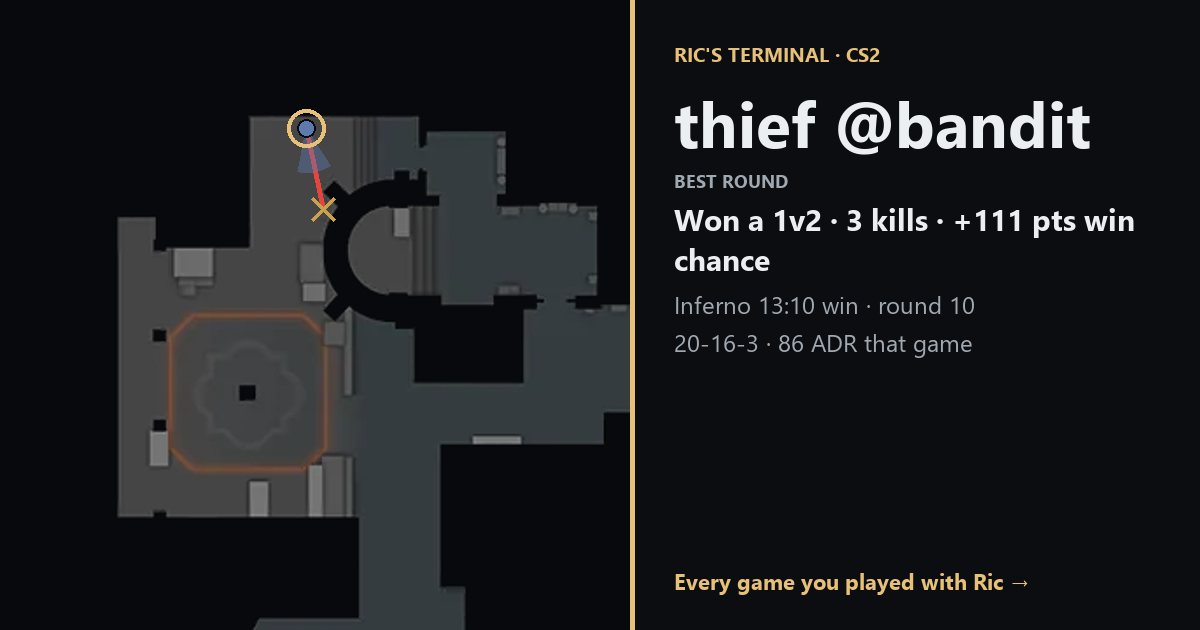 RIC'S TERMINAL · CS2
thief @bandit
BEST ROUND
Won a 1v2 · 3 kills · +111 pts win
chance
Inferno 13:10 win · round 10
20-16-3 · 86 ADR that game
Every game you played with Ric →